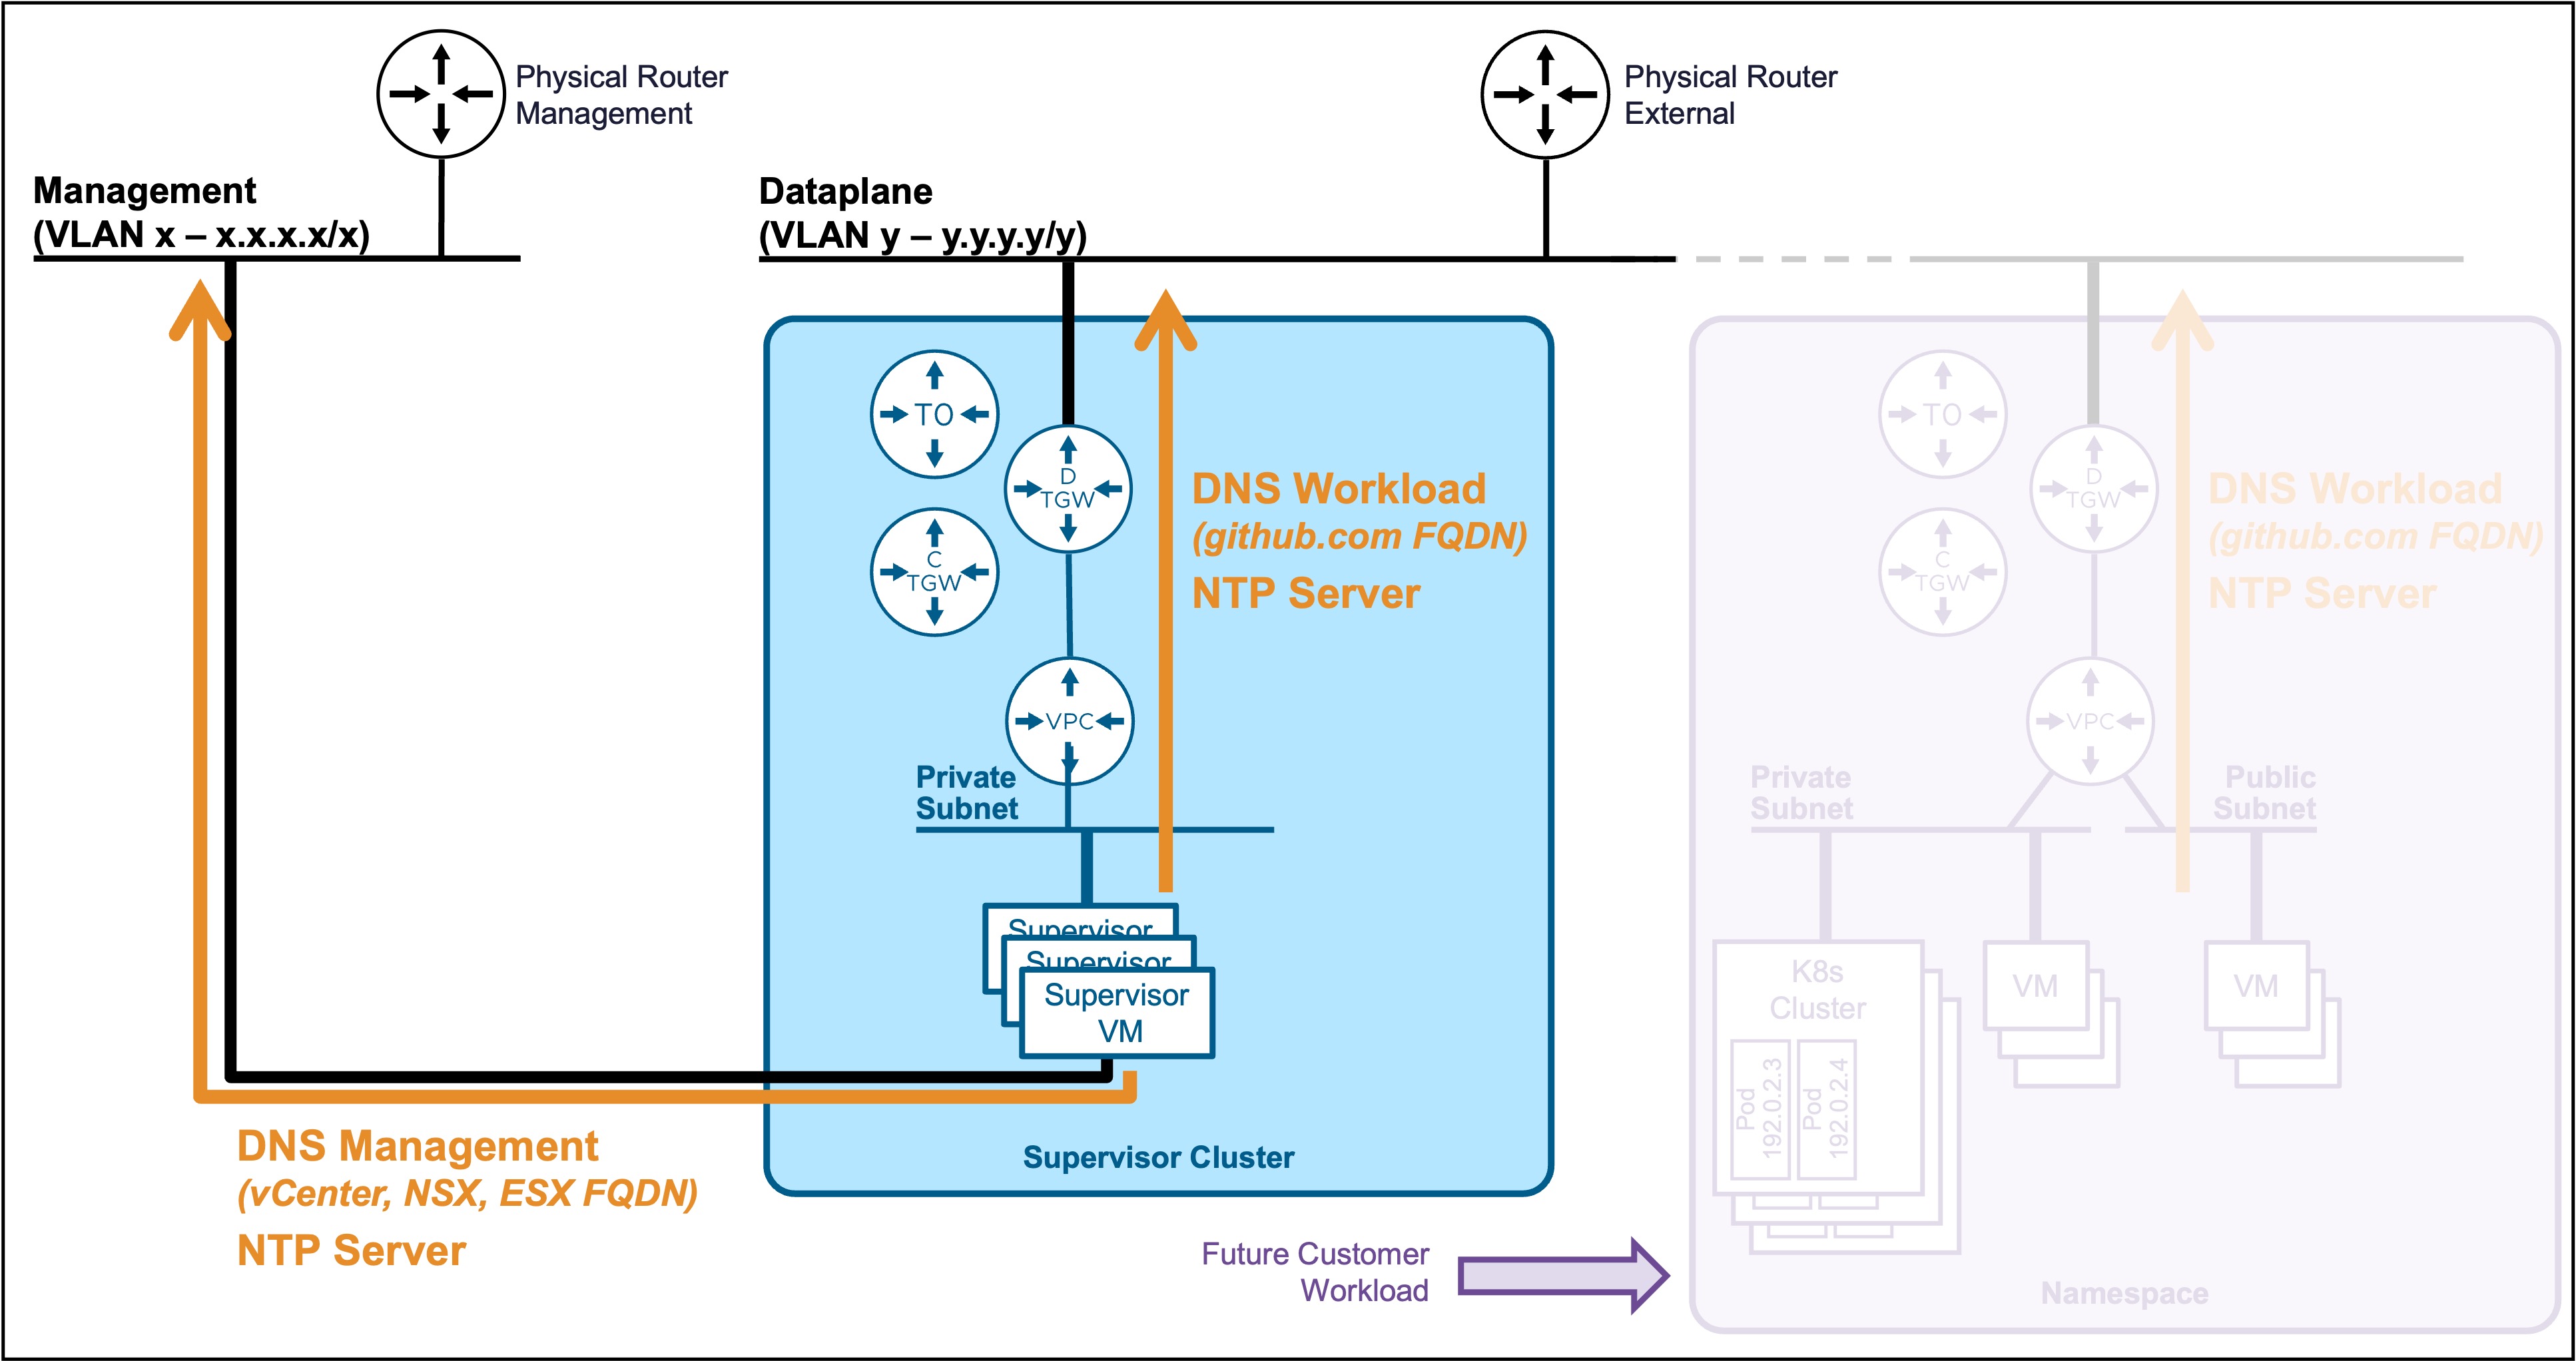 Physical Router
Management
Physical Router
External
Management
(VLAN x – x.x.x.x/x)
Dataplane
(VLAN y – y.y.y.y/y)
TO
D
TGW
C
TGW
VPC
DNS Workload
(github.com FQDN)
NTP Server
Private
Subnet
Supervisor
Supervisor
Supervisor
VM
Supervisor Cluster
DNS Management
(vCenter, NSX, ESX FQDN)
NTP Server
Future Customer
Workload
TO
D
TGW
C
TGW
VPC
DNS Workload
(github.com FQDN)
NTP Server
Private
Subnet
Public
Subnet
K8s
Cluster
Pod
192.0.2.3
Pod
192.0.2.4
VM
VM
Namespace